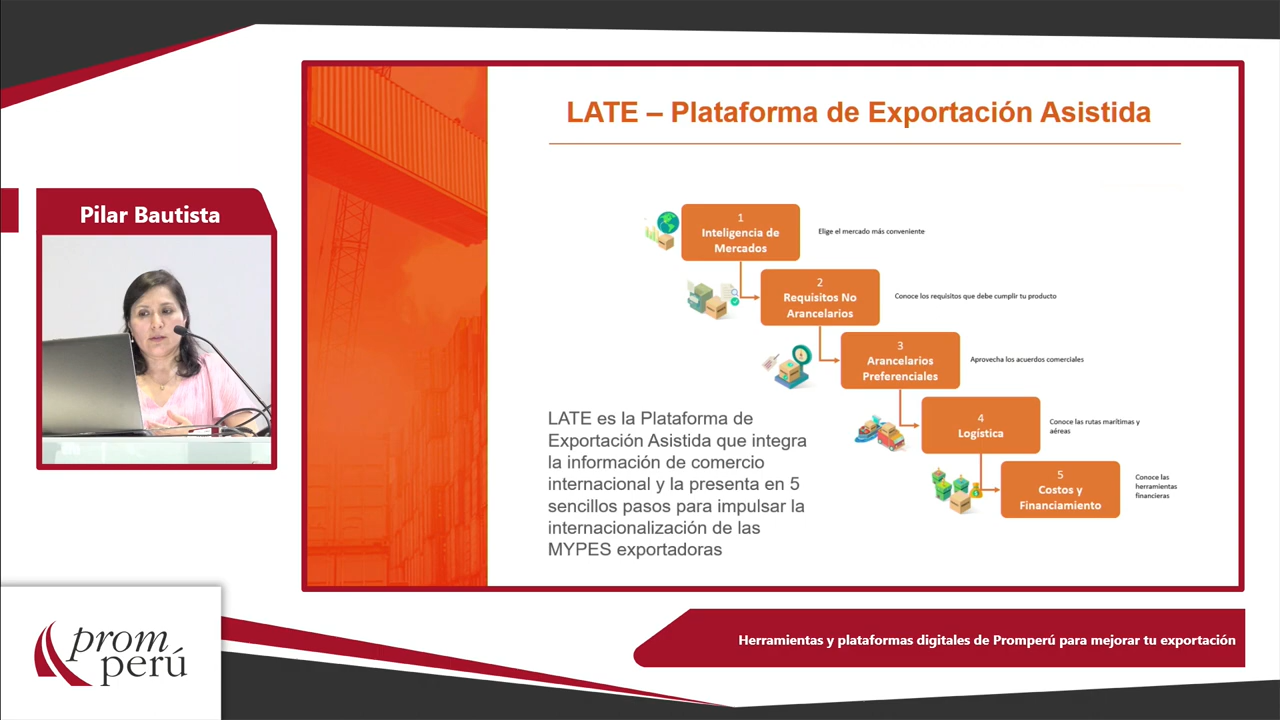 LATE – Plataforma de Exportación Asistida
Pilar Bautista
1
Inteligencia de
Mercados
Elige el mercado más conveniente
2
Requisitos No
Arancelarios
Conoce los requisitos que debe cumplir tu producto
3
Arancelarios
Preferenciales
Aprovecha los acuerdos comerciales
4
Logística
Conoce las rutas marítimas y
aéreas
5
Costos y
Financiamiento
Conoce las
herramientas
financieras
LATE es la Plataforma de
Exportación Asistida que integra
la información de comercio
internacional y la presenta en 5
sencillos pasos para impulsar la
internacionalización de las
MYPES exportadoras
prom
perú
Herramientas y plataformas digitales de Promperú para mejorar tu exportación